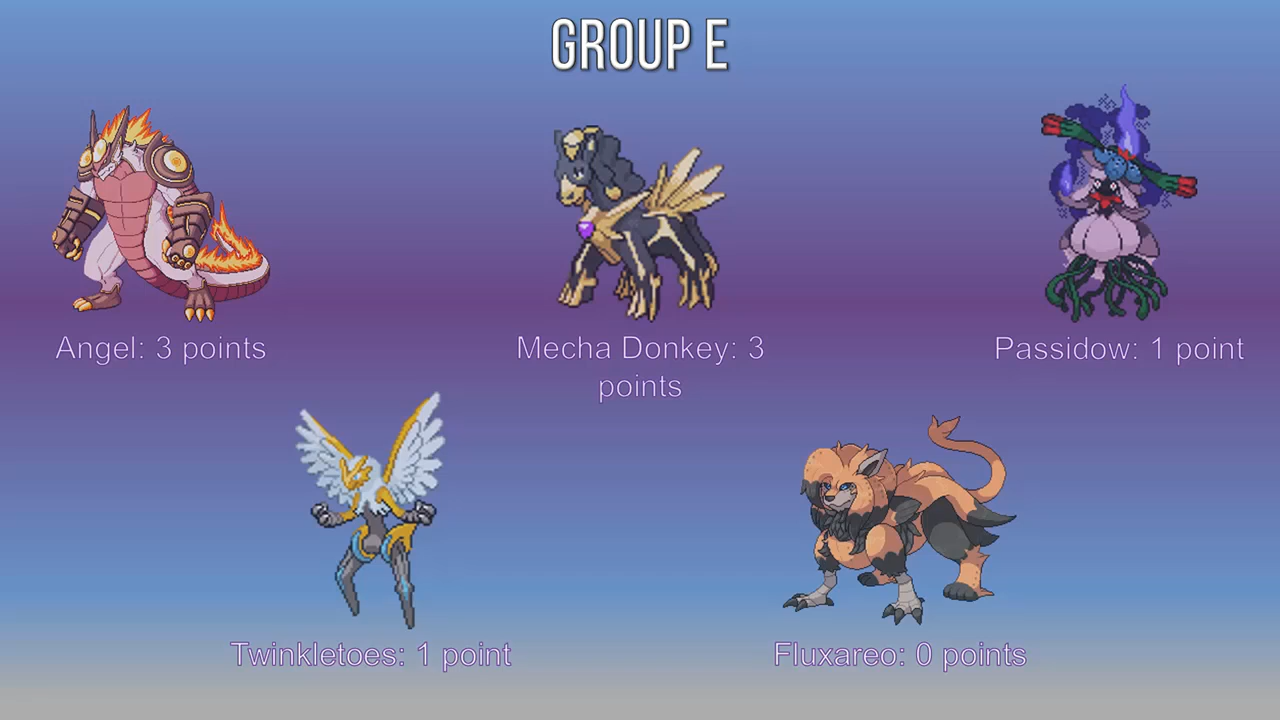 GROUP E
Angel: 3 points
Mecha Donkey: 3
points
Passidow: 1 point
Twinkletoes: 1 point
Fluxareo: 0 points